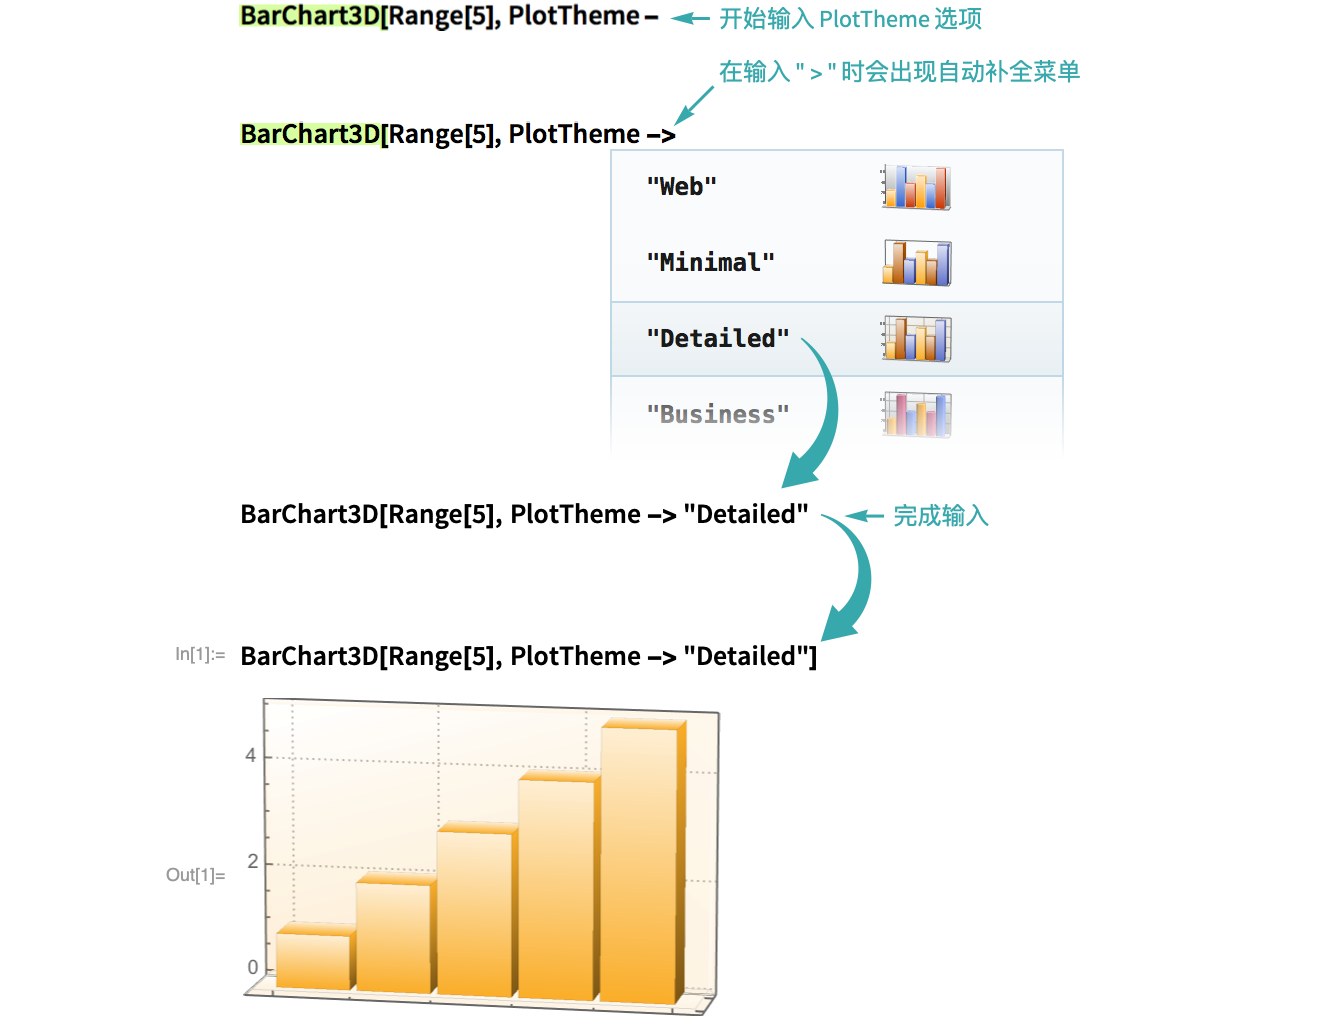 BarChart3D[Range[5], PlotTheme – 开始输入 PlotTheme 选项
在输入 " > " 时会出现自动补全菜单
BarChart3D[Range[5], PlotTheme –>
"Web"
"Minimal"
"Detailed"
"Business"
BarChart3D[Range[5], PlotTheme –> "Detailed" 完成输入
In[1]:= BarChart3D[Range[5], PlotTheme –> "Detailed"]
4
2
Out[1]=
0